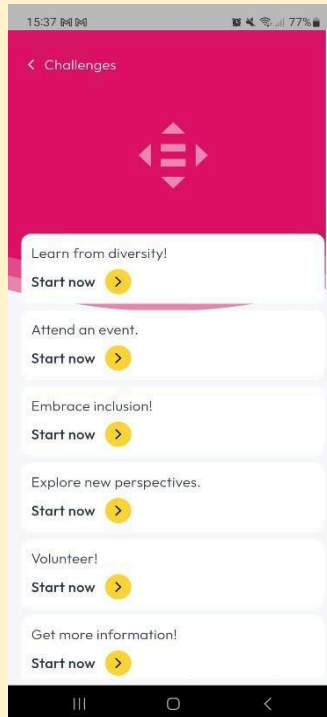 15:37 77%
Challenges
Learn from diversity!
Start now
Attend an event.
Start now
Embrace inclusion!
Start now
Explore new perspectives.
Start now
Volunteer!
Start now
Get more information!
Start now